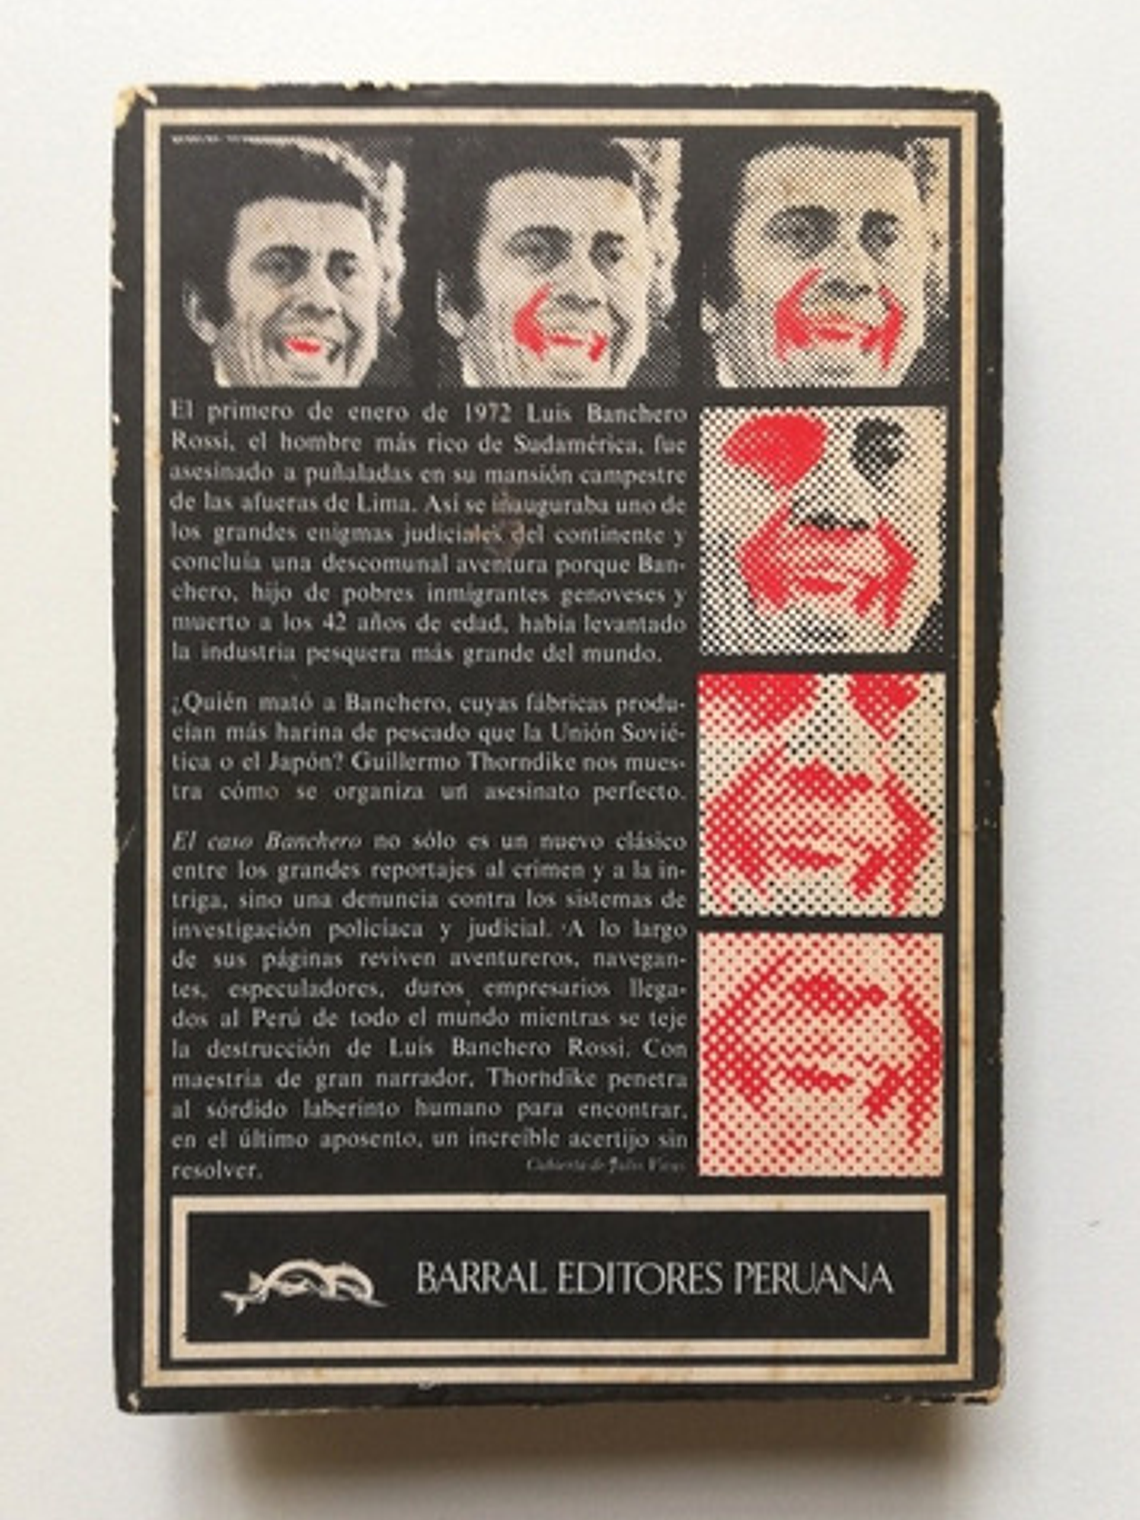 El primero de enero de 1972 Luis Banchero
Rossi, el hombre más rico de Sudamérica, fue
asesinado a puñaladas en su mansión campestre
de las afueras de Lima. Así se inauguraba uno de
los grandes enigmas judiciales del continente y
concluía una descomunal aventura porque Ban-
chero, hijo de pobres inmigrantes genoveses y
muerto a los 42 años de edad, había levantado
la industria pesquera más grande del mundo.
¿Quién mató a Banchero, cuyas fábricas produ-
cían más harina de pescado que la Unión Sovié-
tica o el Japón? Guillermo Thorndike nos mues-
tra cómo se organiza un asesinato perfecto.
El caso Banchero no sólo es un nuevo clásico
entre los grandes reportajes al crimen y a la in-
triga, sino una denuncia contra los sistemas de
investigación policiaca y judicial. A lo largo
de sus páginas reviven aventureros, navegan-
tes, especuladores, duros empresarios llega-
dos al Perú de todo el mundo mientras se teje
la destrucción de Luis Banchero Rossi. Con
maestría de gran narrador, Thorndike penetra
al sórdido laberinto humano para encontrar,
en el último aposento, un increíble acertijo sin
resolver.
Cubierta de Julio
BARRAL EDITORES PERUANA